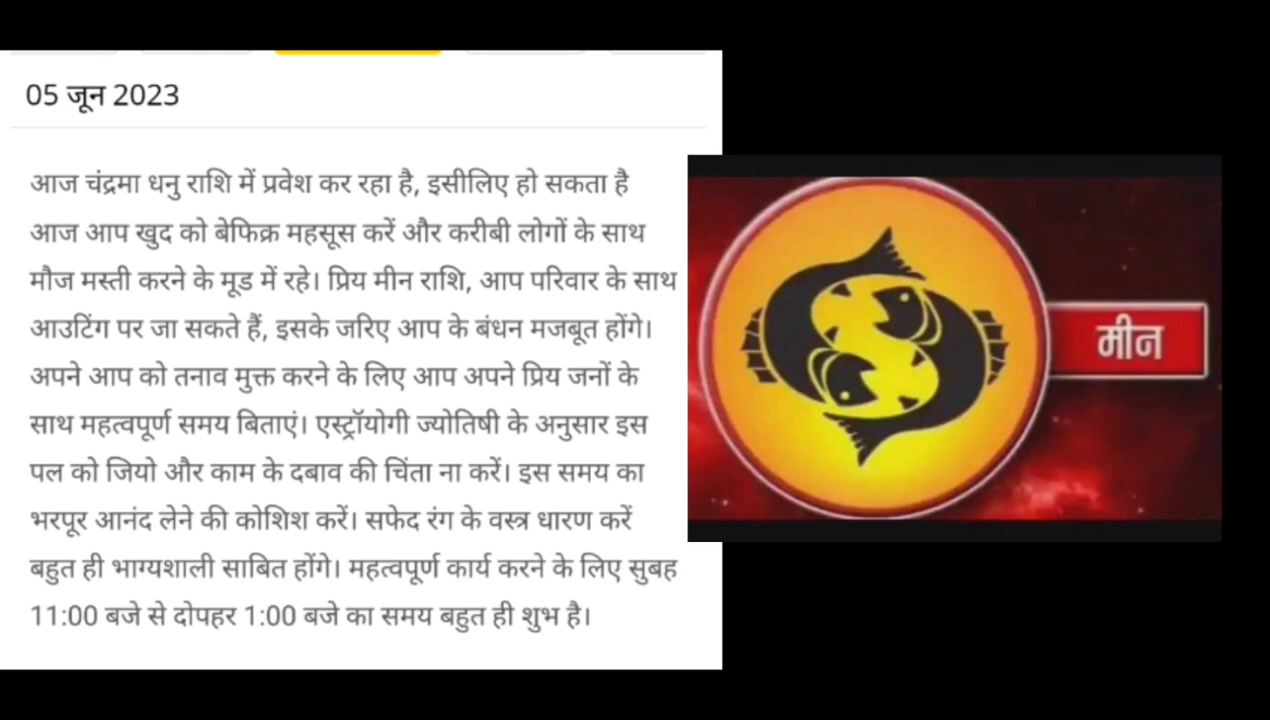 05 जून 2023
आज चंद्रमा धनु राशि में प्रवेश कर रहा है, इसीलिए हो सकता है
आज आप खुद को बेफिक्र महसूस करें और करीबी लोगों के साथ
मौज मस्ती करने के मूड में रहे। प्रिय मीन राशि, आप परिवार के साथ
आउटिंग पर जा सकते हैं, इसके जरिए आप के बंधन मजबूत होंगे।
अपने आप को तनाव मुक्त करने के लिए आप अपने प्रिय जनों के
साथ महत्वपूर्ण समय बिताएं। एस्ट्रॉयोगी ज्योतिषी के अनुसार इस
पल को जियो और काम के दबाव की चिंता ना करें। इस समय का
भरपूर आनंद लेने की कोशिश करें। सफेद रंग के वस्त्र धारण करें
बहुत ही भाग्यशाली साबित होंगे। महत्वपूर्ण कार्य करने के लिए सुबह
11:00 बजे से दोपहर 1:00 बजे का समय बहुत ही शुभ है।
मीन